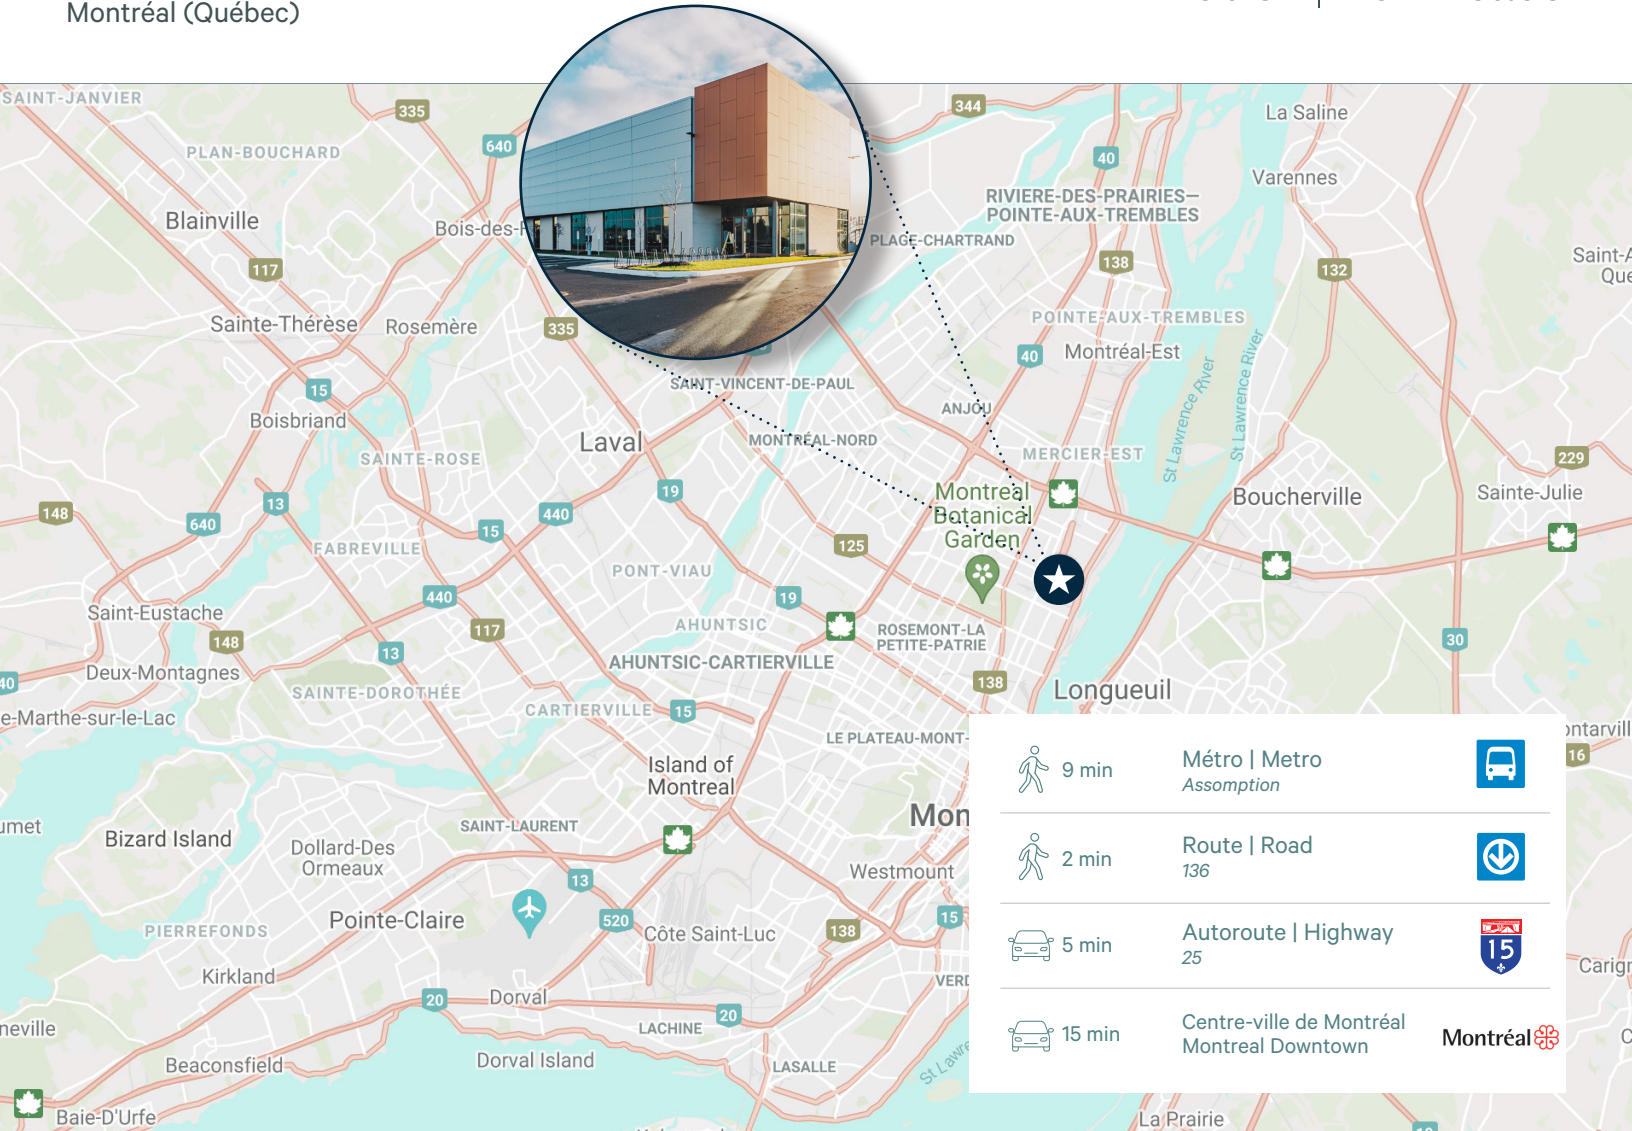 Montréal (Québec)
SAINT-JANVIER
335
344
La Saline
640
PLAN-BOUCHARD
40
Varennes
RIVIERE-DES-PRAIRIES—
POINTE-AUX-TREMBLES
Blainville
Bois-des-
PLAGE-CHARTRAND
117
138
132
Saint-A
Qué
Sainte-Thérèse
Rosemère
335
POINTE-AUX-TREMBLES
40
Montréal-Est
St Lawrence River
St Lawrence River
15
SAINT-VINCENT-DE-PAUL
Boisbriand
ANJOU
Laval
MONTRÉAL-NORD
SAINTE-ROSE
MERCIER-EST
229
19
Montreal
Botanical
Garden
Boucherville
Sainte-Julie
13
148
640
440
15
125
FABREVILLE
PONT-VIAU
440
19
Saint-Eustache
117
148
AHUNTSIC
ROSEMONT-LA
PETITE-PATRIE
30
13
AHUNTSIC-CARTIERVILLE
Deux-Montagnes
40
SAINTE-DOROTHÉE
138
Longueuil
e-Marthe-sur-le-Lac
CARTIERVILLE
15
LE PLATEAU-MONT-
ontarvill
16
Island of
Montreal
umet
Bizard Island
SAINT-LAURENT
Mon
Dollard-Des
Ormeaux
Westmount
13
Pointe-Claire
520
Côte Saint-Luc
138
15
PIERREFONDS
Kirkland
VERD
Carigr
20
Dorval
20
LACHINE
neville
Beaconsfield
Dorval Island
LASALLE
St Lawre
Baie-D'Urfe
La Prairie
9 min
Métro | Metro
Assomption
2 min
Route | Road
136
5 min
Autoroute | Highway
25
15
15 min
Centre-ville de Montréal
Montreal Downtown
Montréal